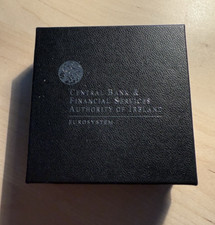 Central Bank &
Financial Services
Authority of Ireland
EUROSYSTEM